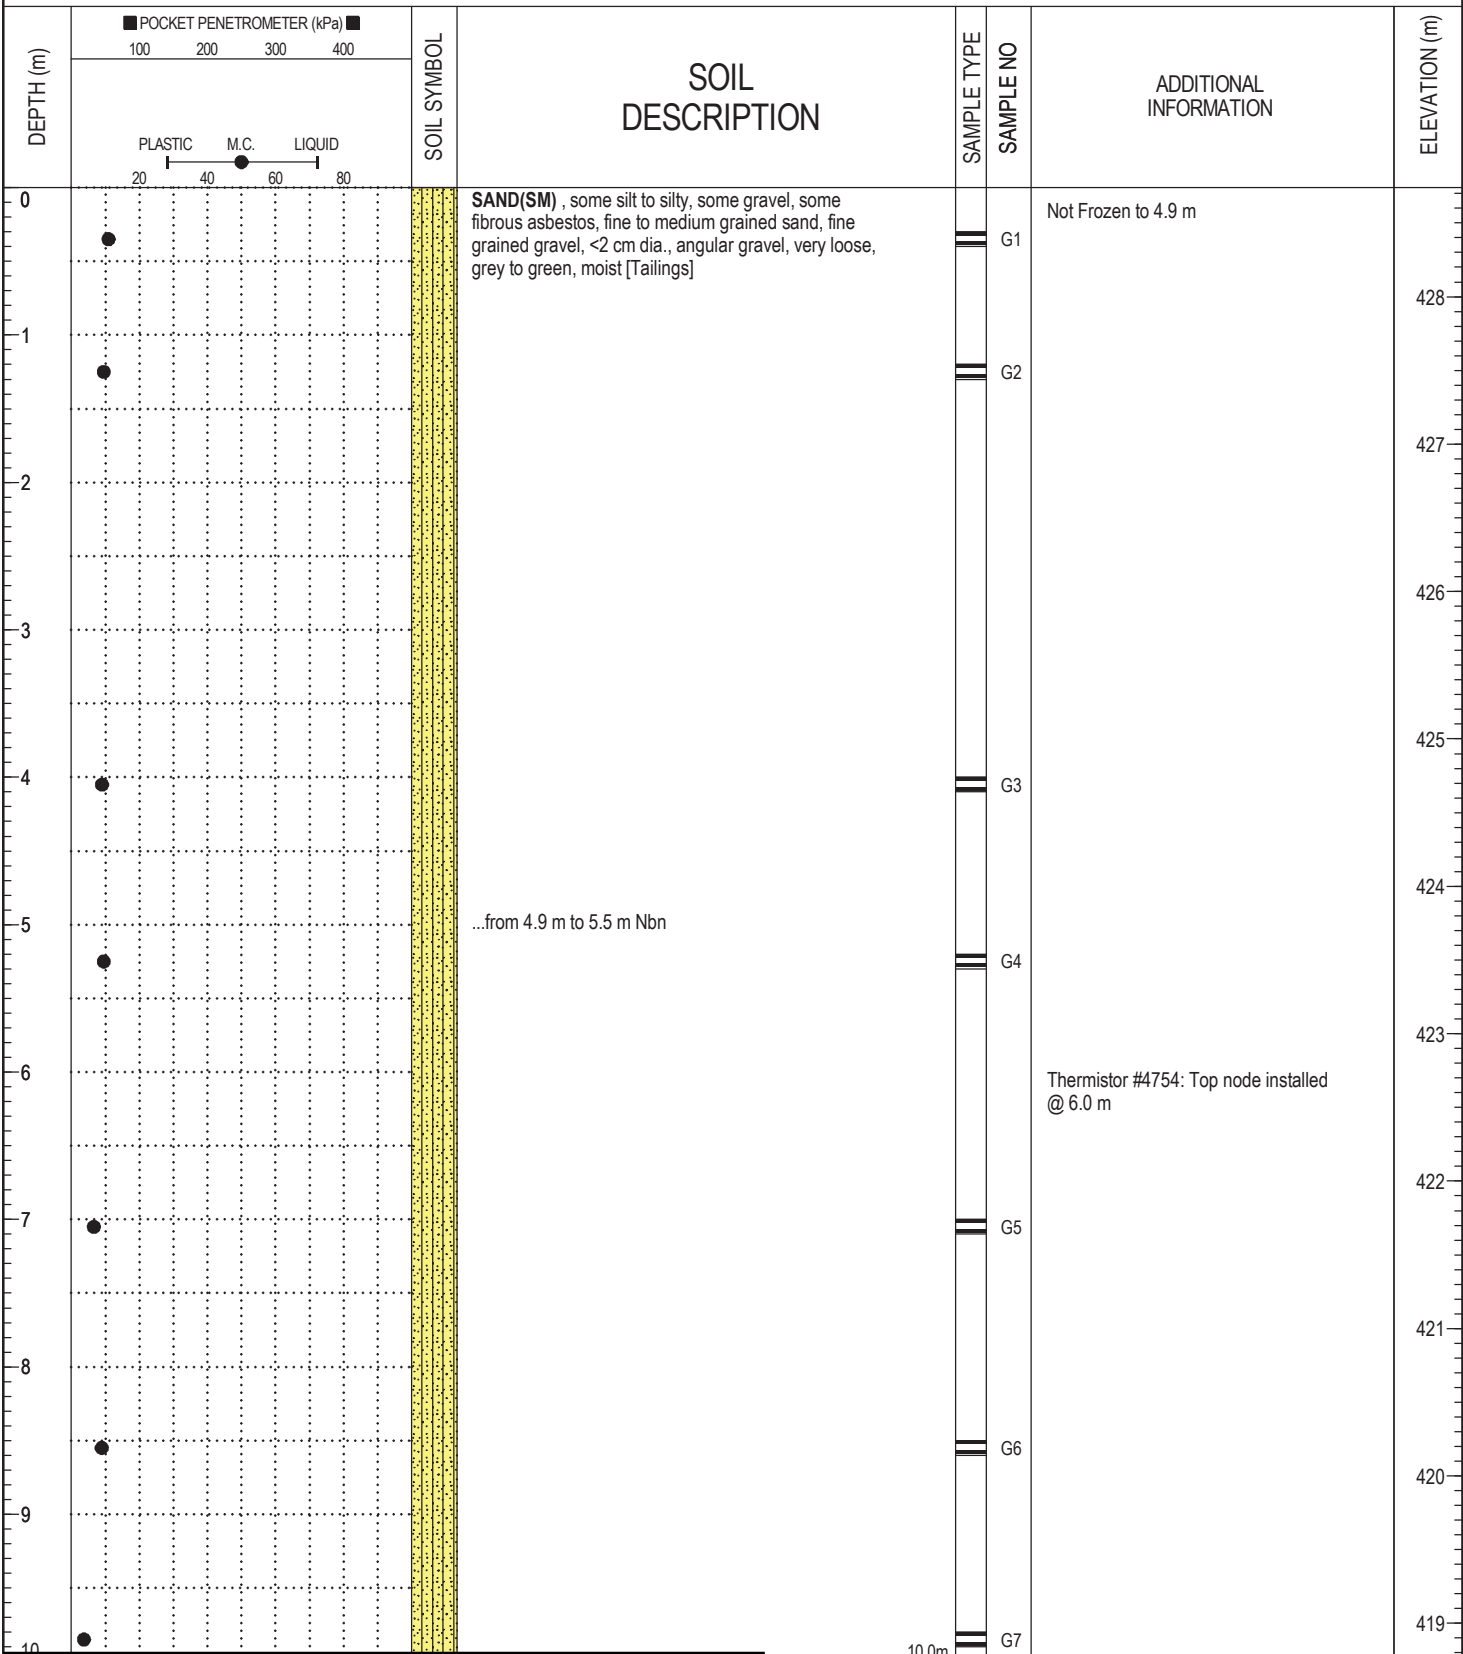 ■ POCKET PENETROMETER (kPa) ■
100 200 300 400
DEPTH (m)
PLASTIC M.C. LIQUID
20 40 60 80
SOIL SYMBOL
SOIL
DESCRIPTION
SAMPLE TYPE
SAMPLE NO
ADDITIONAL
INFORMATION
ELEVATION (m)
0
SAND(SM) , some silt to silty, some gravel, some
fibrous asbestos, fine to medium grained sand, fine
grained gravel, <2 cm dia., angular gravel, very loose,
grey to green, moist [Tailings]
Not Frozen to 4.9 m
G1
428
1
G2
427
2
426
3
425
4
G3
424
5
...from 4.9 m to 5.5 m Nbn
G4
423
6
Thermistor #4754: Top node installed
@ 6.0 m
422
7
G5
421
8
G6
420
9
419
G7
10
10.0m